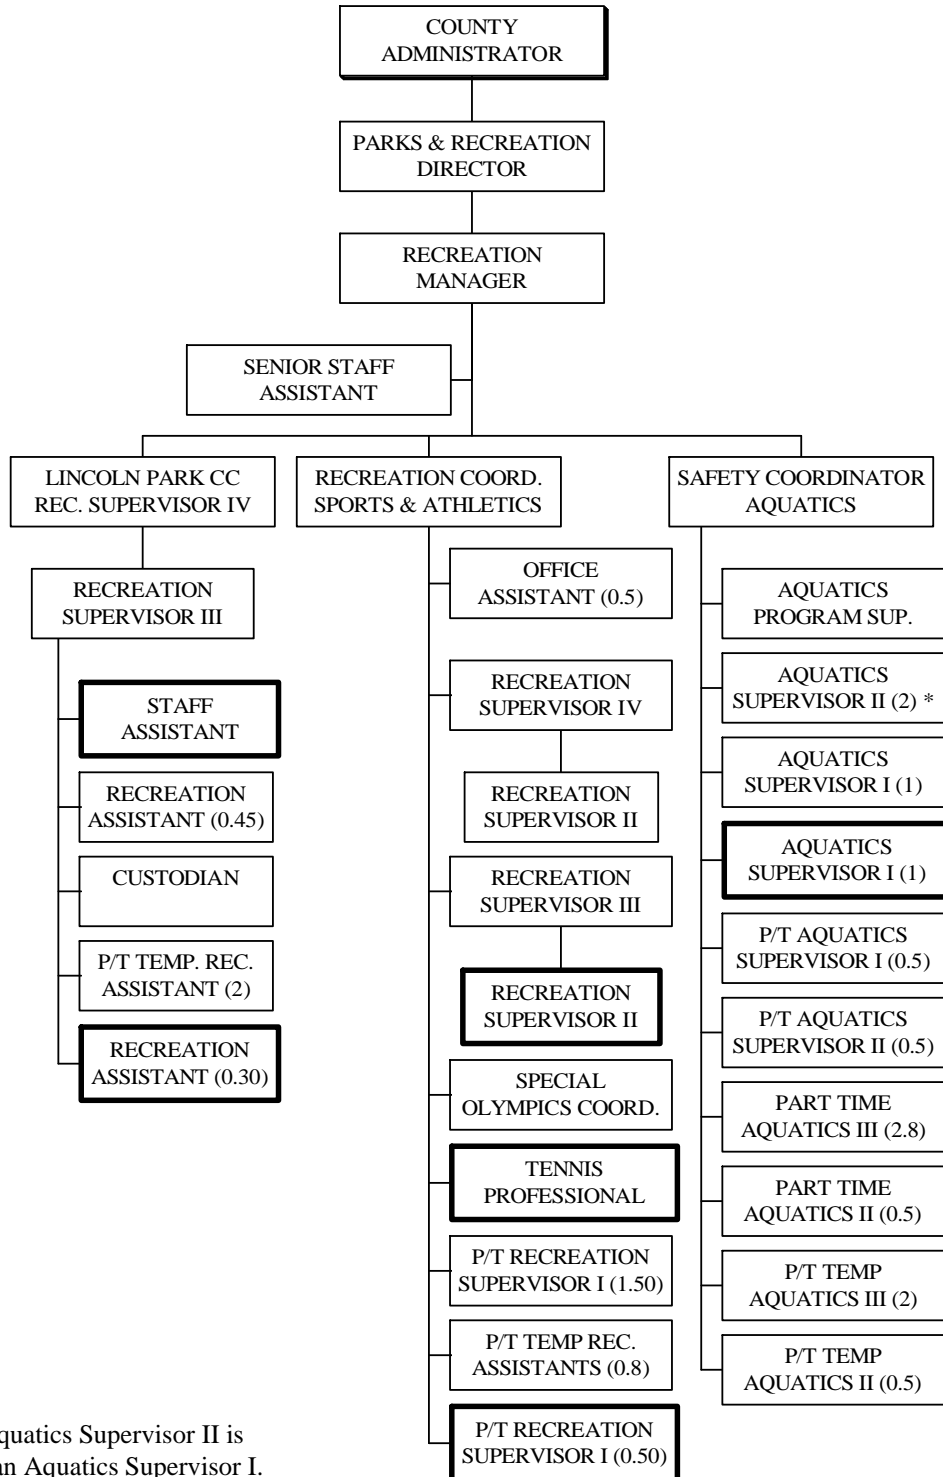 COUNTY
ADMINISTRATOR
PARKS & RECREATION
DIRECTOR
RECREATION
MANAGER
SENIOR STAFF
ASSISTANT
LINCOLN PARK CC
REC. SUPERVISOR IV
RECREATION
SUPERVISOR III
STAFF
ASSISTANT
RECREATION
ASSISTANT (0.45)
CUSTODIAN
P/T TEMP. REC.
ASSISTANT (2)
RECREATION
ASSISTANT (0.30)
RECREATION COORD.
SPORTS & ATHLETICS
OFFICE
ASSISTANT (0.5)
RECREATION
SUPERVISOR IV
RECREATION
SUPERVISOR II
RECREATION
SUPERVISOR III
RECREATION
SUPERVISOR II
SPECIAL
OLYMPICS COORD.
TENNIS
PROFESSIONAL
P/T RECREATION
SUPERVISOR I (1.50)
P/T TEMP REC.
ASSISTANTS (0.8)
P/T RECREATION
SUPERVISOR I (0.50)
SAFETY COORDINATOR
AQUATICS
AQUATICS
PROGRAM SUP.
AQUATICS
SUPERVISOR II (2) *
AQUATICS
SUPERVISOR I (1)
AQUATICS
SUPERVISOR I (1)
P/T AQUATICS
SUPERVISOR I (0.5)
P/T AQUATICS
SUPERVISOR II (0.5)
PART TIME
AQUATICS III (2.8)
PART TIME
AQUATICS II (0.5)
P/T TEMP
AQUATICS III (2)
P/T TEMP
AQUATICS II (0.5)
quatics Supervisor II is
an Aquatics Supervisor I.